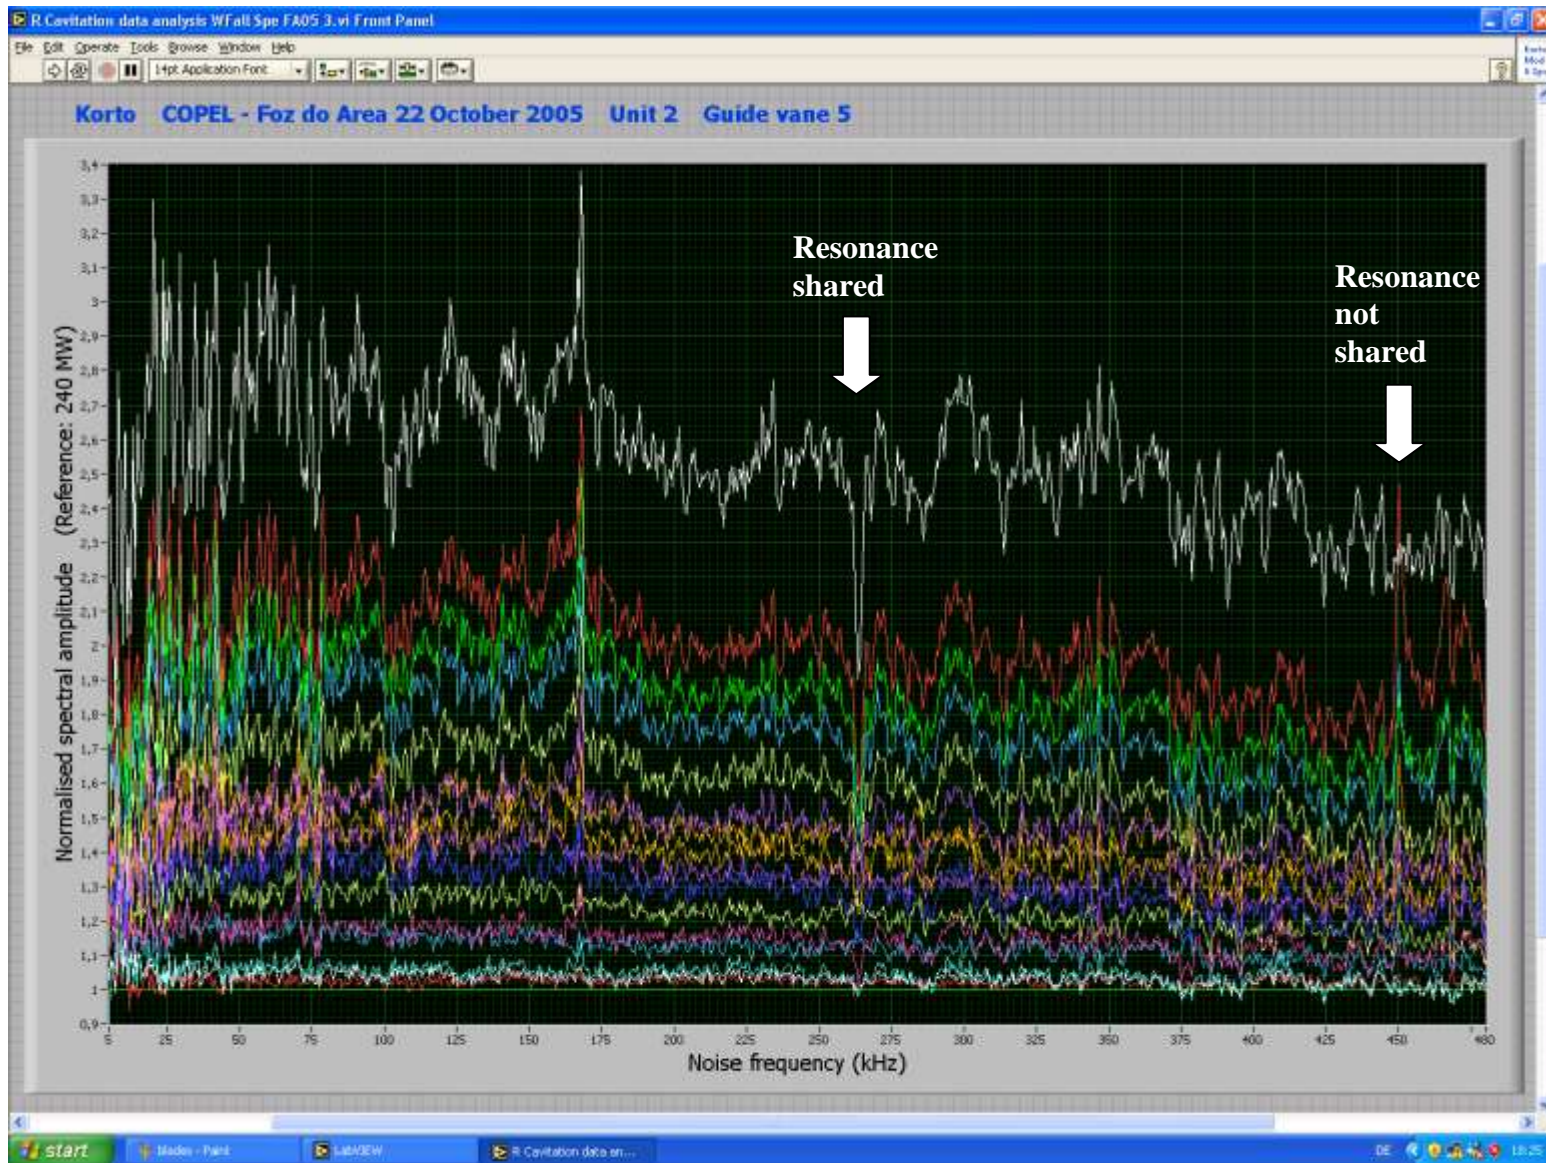 R Cavitation data analysis WFall Spe FA05 3.vi Front Panel
File Edit Operate Tools Browse Window Help
14pt Application Font
Korto COPEL - Foz do Area 22 October 2005 Unit 2 Guide vane 5
Normalised spectral amplitude (Reference: 240 MW)
3,4
3,3
3,2
3,1
3
2,9
2,8
2,7
2,6
2,5
2,4
2,3
2,2
2,1
2
1,9
1,8
1,7
1,6
1,5
1,4
1,3
1,2
1,1
1
0,9
Resonance
shared
Resonance
not
shared
5 25 50 75 100 125 150 175 200 225 250 275 300 325 350 375 400 425 450 480
Noise frequency (kHz)
start
blades - Paint
LabVIEW
R Cavitation data an...
DE
18:25